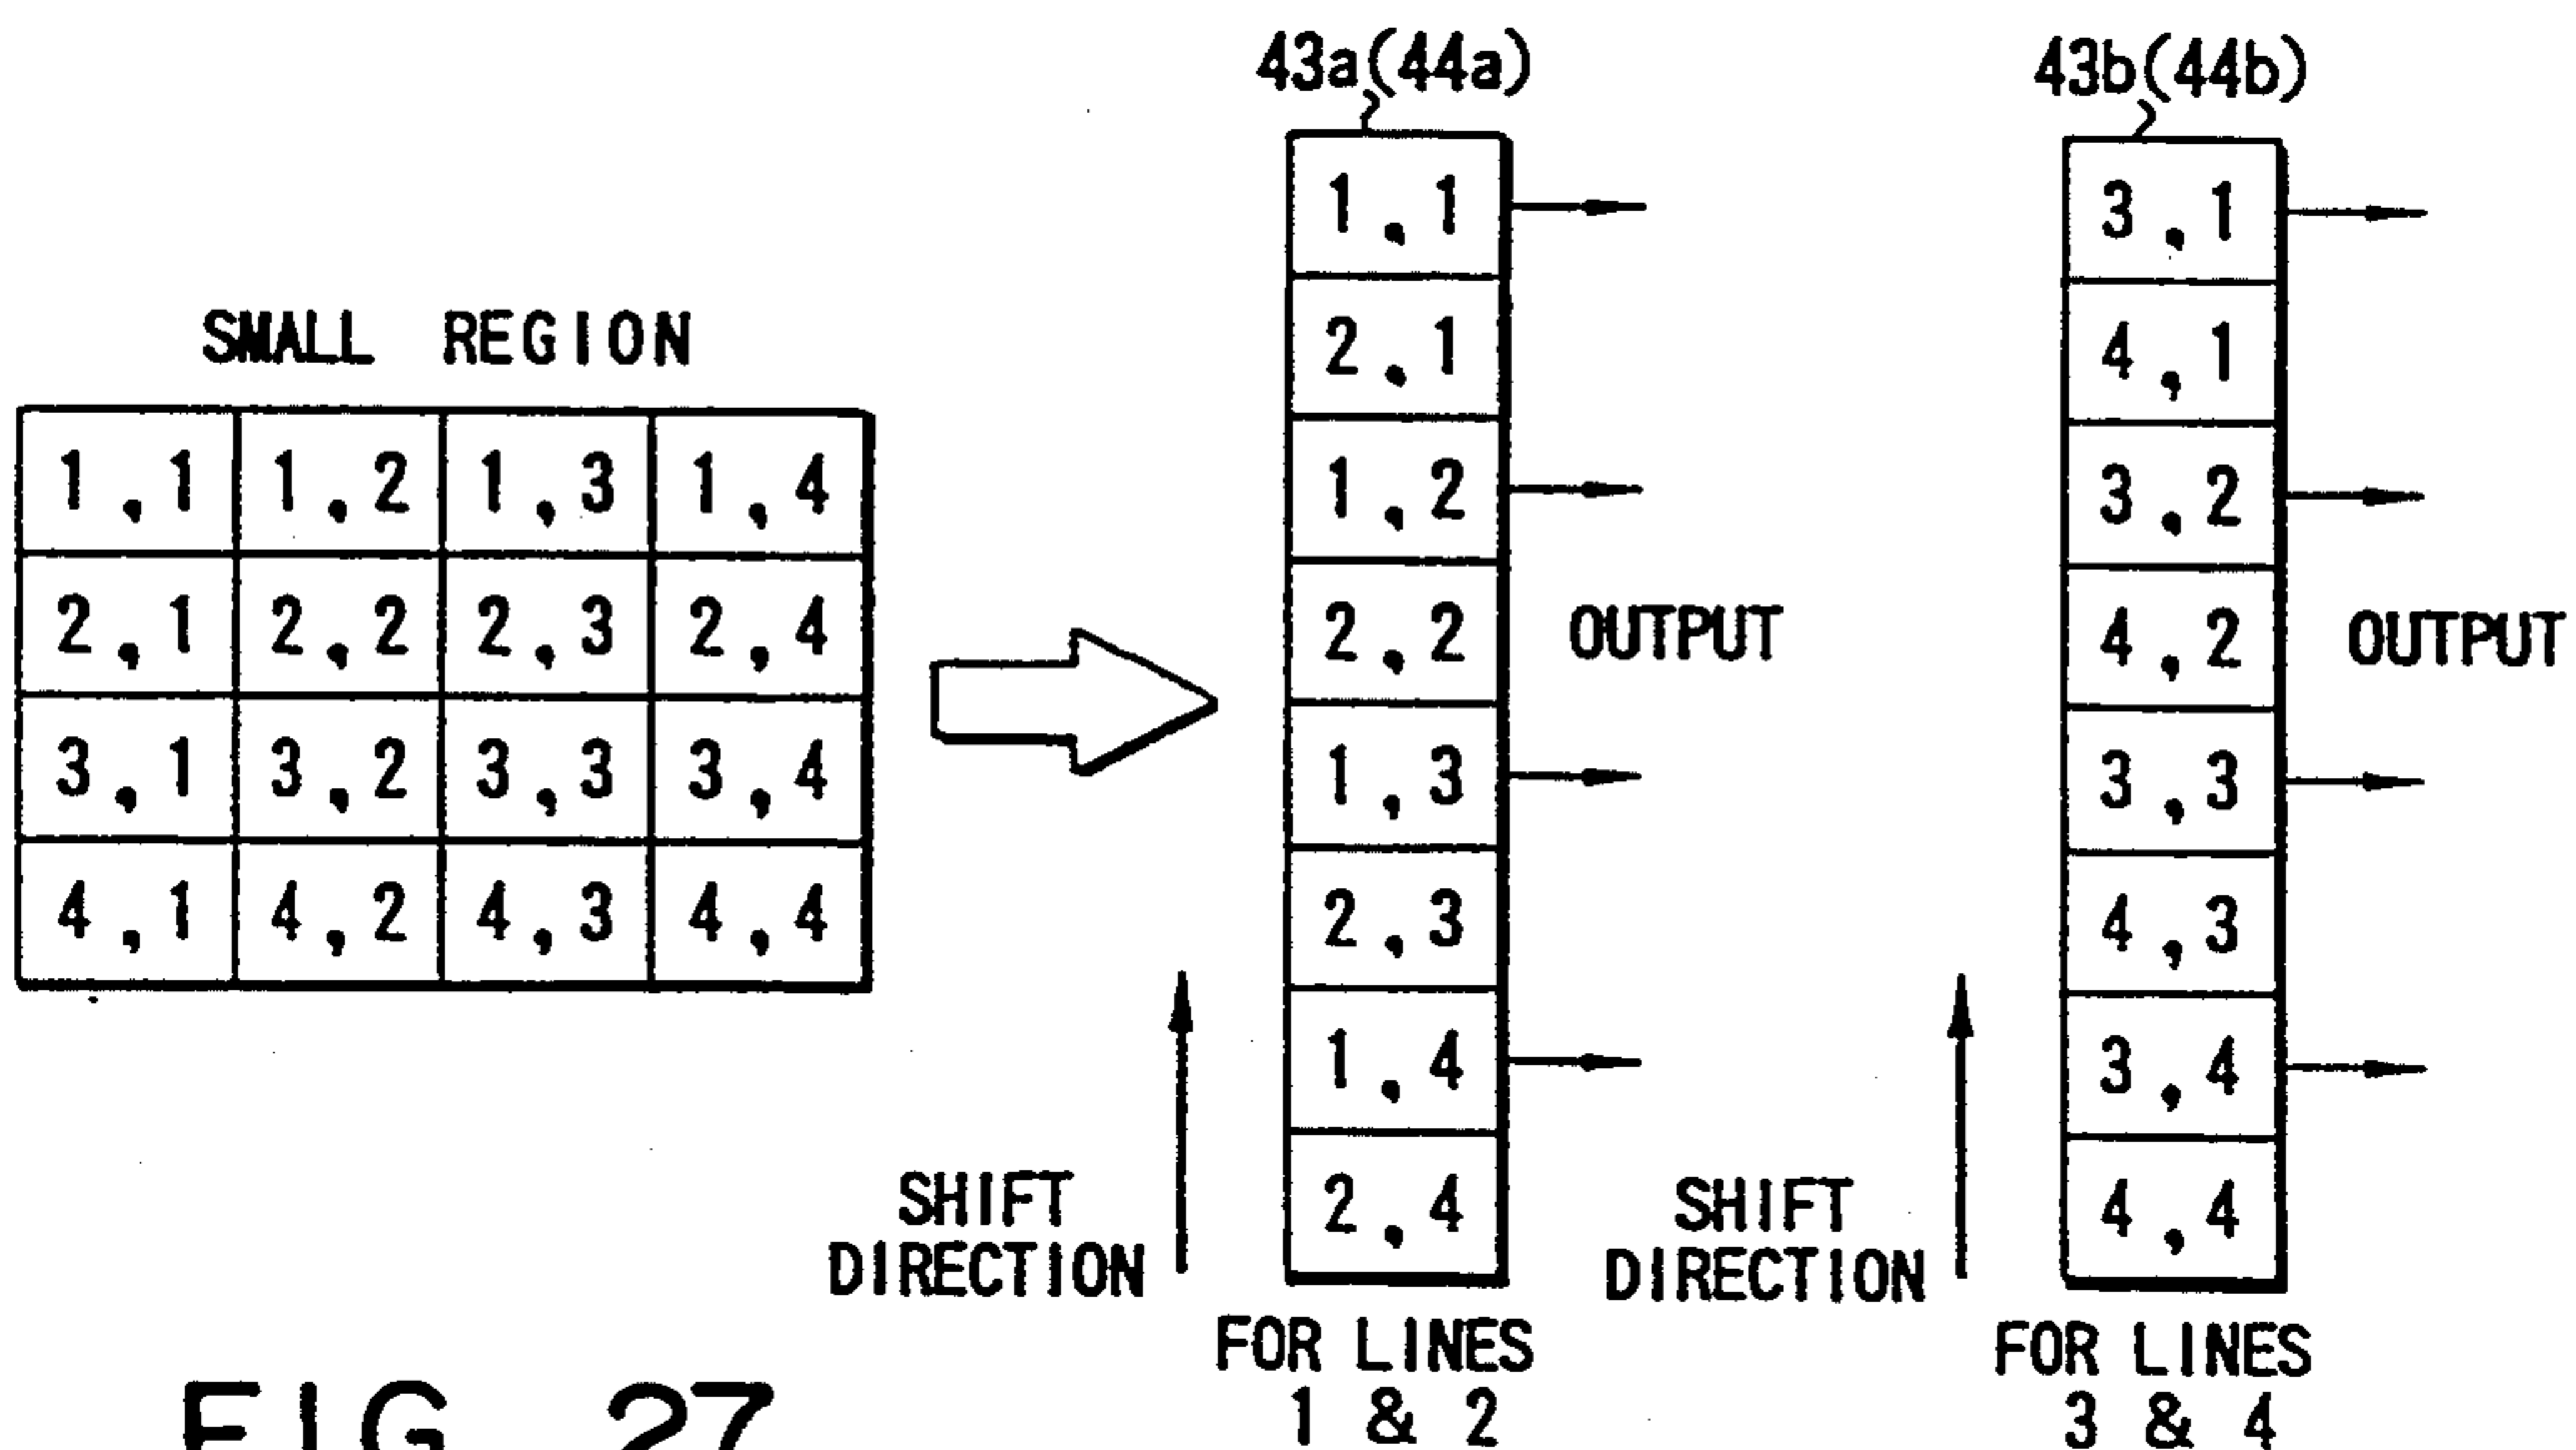 SMALL REGION
1,1 1,2 1,3 1,4
2,1 2,2 2,3 2,4
3,1 3,2 3,3 3,4
4,1 4,2 4,3 4,4
43a(44a)
1,1
2,1
1,2
2,2
1,3
2,3
1,4
2,4
OUTPUT
SHIFT
DIRECTION
FOR LINES
1 & 2
43b(44b)
3,1
4,1
3,2
4,2
3,3
4,3
3,4
4,4
OUTPUT
SHIFT
DIRECTION
FOR LINES
3 & 4
FIG. 27